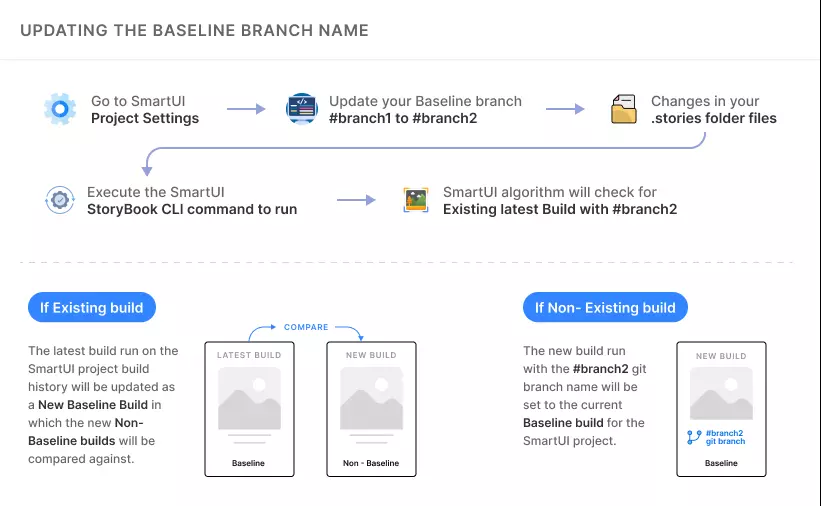 UPDATING THE BASELINE BRANCH NAME
Go to SmartUI
Project Settings
Update your Baseline branch
#branch1 to #branch2
Changes in your
.stories folder files
Execute the SmartUI
StoryBook CLI command to run
SmartUI algorithm will check for
Existing latest Build with #branch2
If Existing build
The latest build run on the
SmartUI project build
history will be updated as
a New Baseline Build in
which the new Non-
Baseline builds will be
compared against.
COMPARE
LATEST BUILD
Baseline
NEW BUILD
Non - Baseline
If Non- Existing build
The new build run
with the #branch2 git
branch name will be
set to the current
Baseline build for the
SmartUI project.
NEW BUILD
#branch2
git branch
Baseline